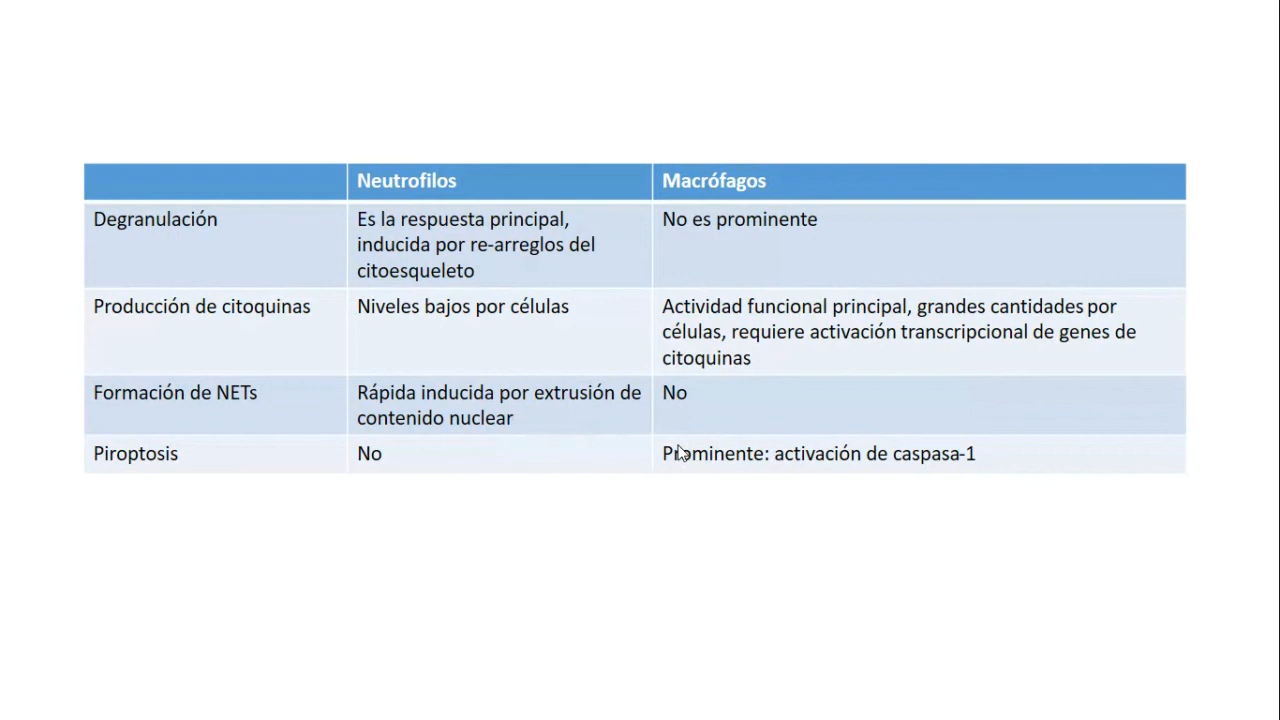 Neutrofilos
Macrófagos
Degranulación
Es la respuesta principal,
inducida por re-arreglos del
citoesqueleto
No es prominente
Producción de citoquinas
Niveles bajos por células
Actividad funcional principal, grandes cantidades por
células, requiere activación transcripcional de genes de
citoquinas
Formación de NETs
Rápida inducida por extrusión de
contenido nuclear
No
Piroptosis
No
Prominente: activación de caspasa-1